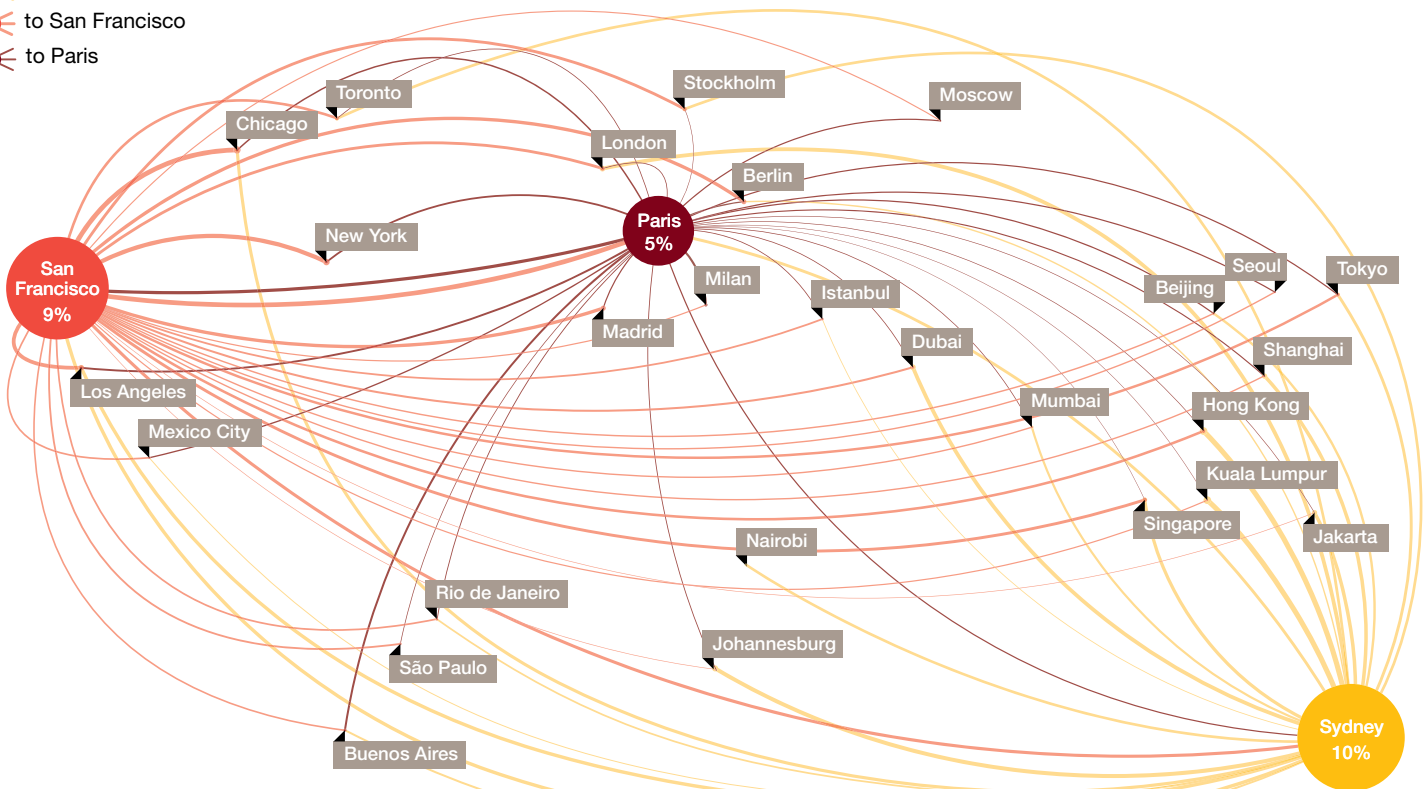 to San Francisco
to Paris
Stockholm
Toronto
Moscow
Chicago
London
Berlin
Paris
5%
New York
San
Francisco
9%
Milan
Istanbul
Seoul
Tokyo
Beijing
Madrid
Dubai
Shanghai
Los Angeles
Mumbai
Hong Kong
Mexico City
Kuala Lumpur
Singapore
Jakarta
Nairobi
Rio de Janeiro
Johannesburg
São Paulo
Sydney
10%
Buenos Aires